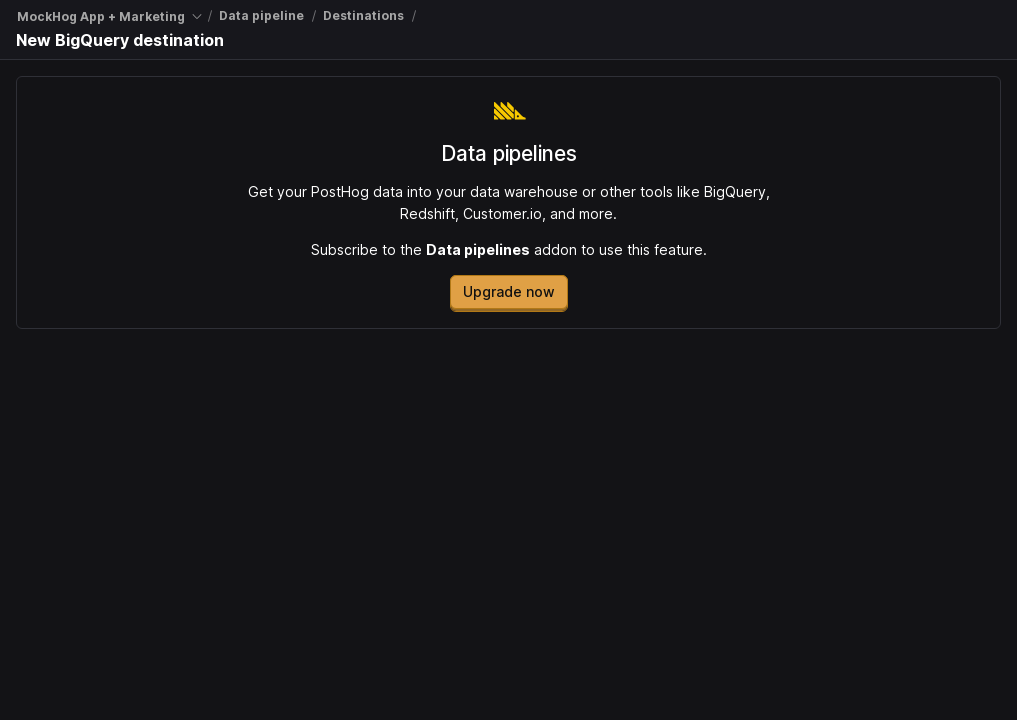 MockHog App + Marketing / Data pipeline / Destinations /
New BigQuery destination
Data pipelines
Get your PostHog data into your data warehouse or other tools like BigQuery,
Redshift, Customer.io, and more.
Subscribe to the Data pipelines addon to use this feature.
Upgrade now